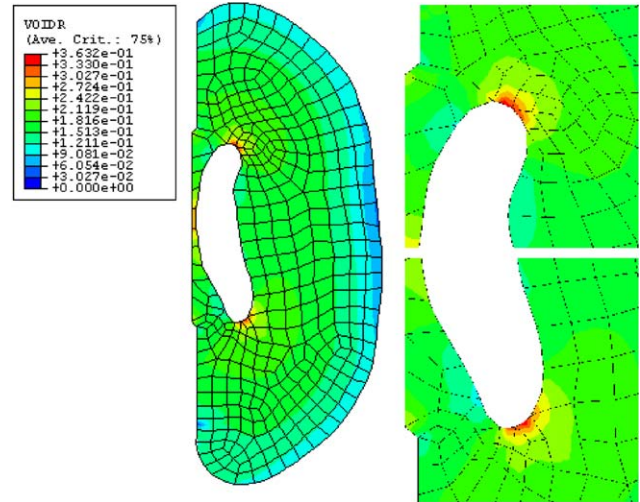 VOIDR
(Ave. Crit.: 75%)
+3.632e-01
+3.330e-01
+3.027e-01
+2.724e-01
+2.422e-01
+2.119e-01
+1.816e-01
+1.513e-01
+1.211e-01
+9.081e-02
+6.054e-02
+3.027e-02
+0.000e+00